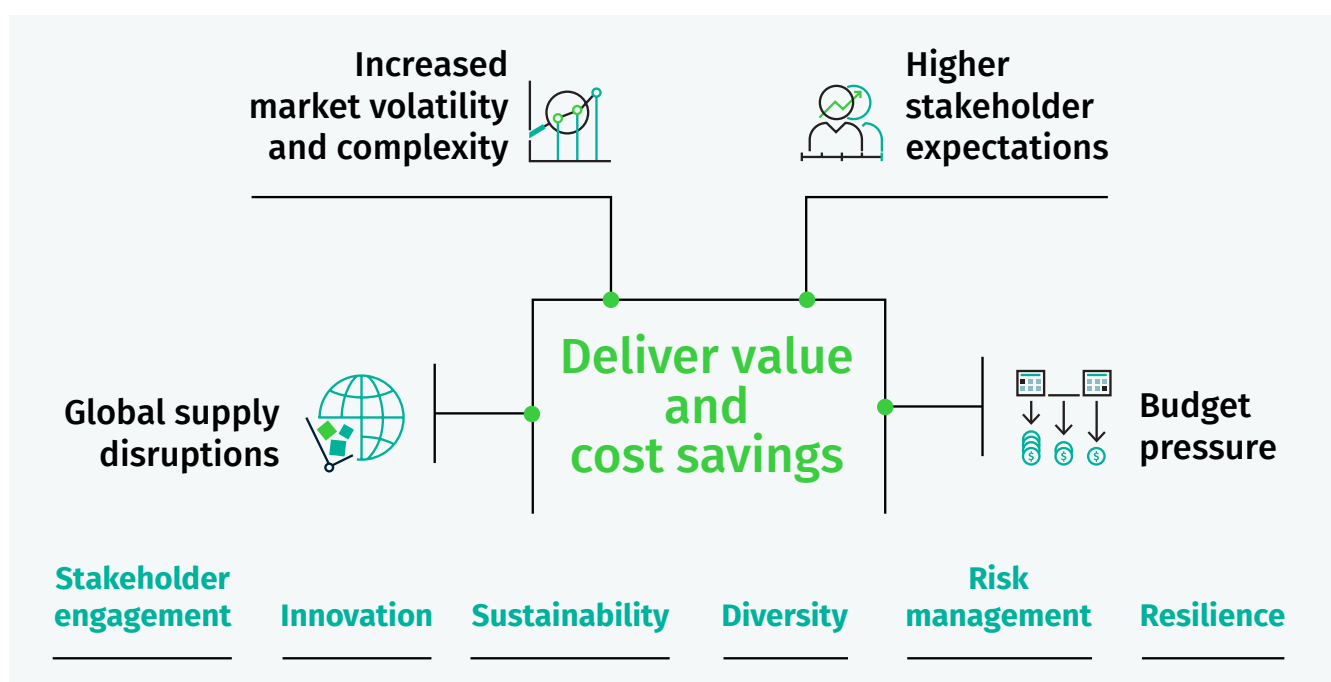 Increased
market volatility
and complexity
Higher
stakeholder
expectations
Global supply
disruptions
Deliver value
and
cost savings
$ $ $
Budget
pressure
Stakeholder
engagement
Innovation
Sustainability
Diversity
Risk
management
Resilience